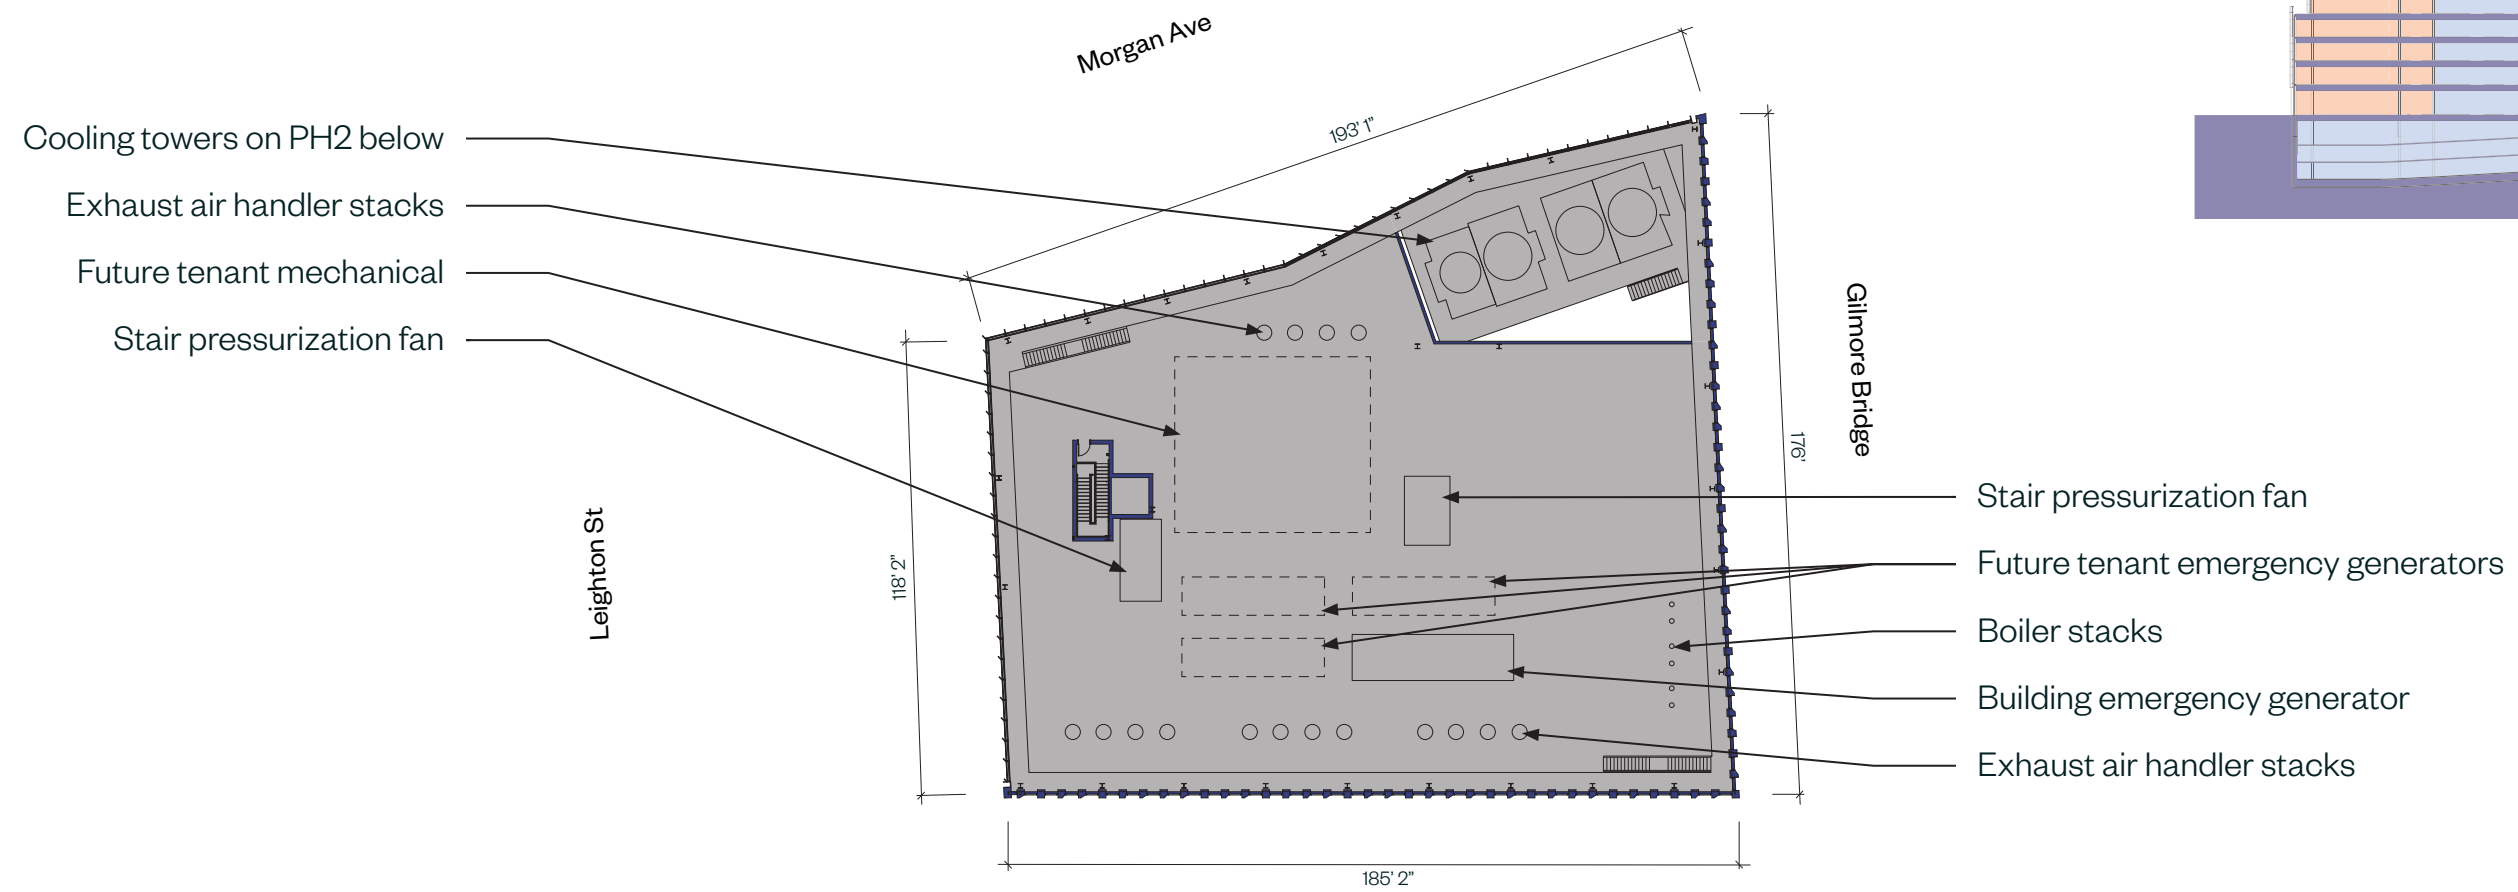 Morgan Ave
193’ 1”
Cooling towers on PH2 below
Exhaust air handler stacks
Future tenant mechanical
Stair pressurization fan
Leighton St
118’ 2”
Gilmore Bridge
176’
Stair pressurization fan
Future tenant emergency generators
Boiler stacks
Building emergency generator
Exhaust air handler stacks
185’ 2”